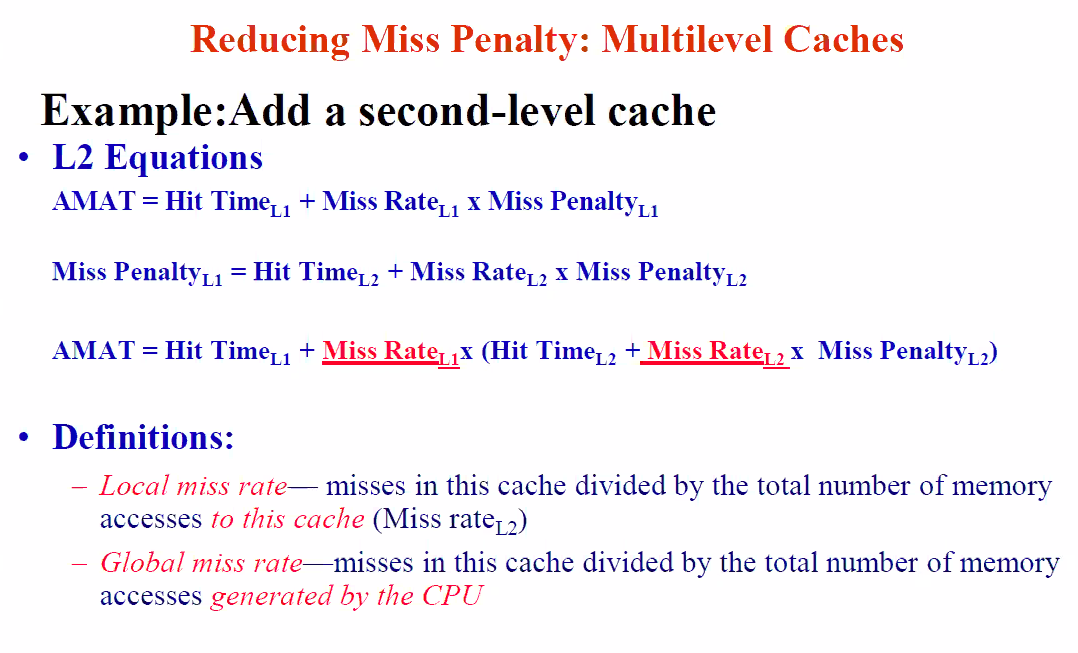 Reducing Miss Penalty: Multilevel Caches
Example:Add a second-level cache
• L2 Equations
AMAT = Hit TimeL1 + Miss RateL1 x Miss PenaltyL1
Miss PenaltyL1 = Hit TimeL2 + Miss RateL2 x Miss PenaltyL2
AMAT = Hit TimeL1 + Miss RateL1x (Hit TimeL2 + Miss RateL2 x Miss PenaltyL2)
• Definitions:
– Local miss rate— misses in this cache divided by the total number of memory
accesses to this cache (Miss rateL2)
– Global miss rate—misses in this cache divided by the total number of memory
accesses generated by the CPU